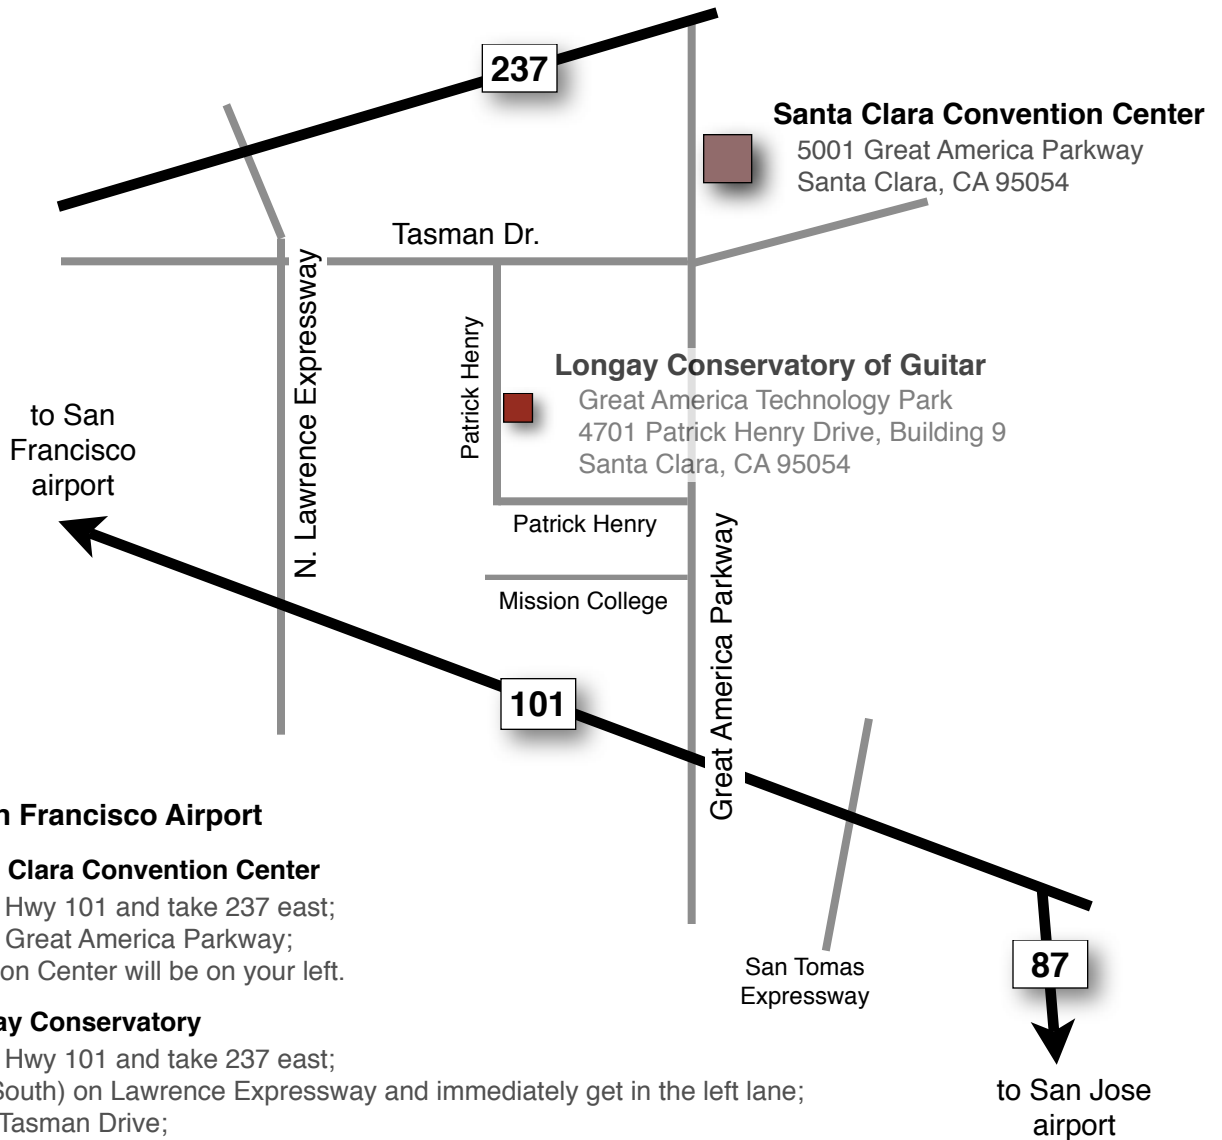 237
Santa Clara Convention Center
5001 Great America Parkway
Santa Clara, CA 95054
Tasman Dr.
N. Lawrence Expressway
Patrick Henry
Longay Conservatory of Guitar
Great America Technology Park
4701 Patrick Henry Drive, Building 9
Santa Clara, CA 95054
to San
Francisco
airport
Patrick Henry
Mission College
Great America Parkway
101
n Francisco Airport
Clara Convention Center
Hwy 101 and take 237 east;
Great America Parkway;
on Center will be on your left.
San Tomas
Expressway
87
ay Conservatory
Hwy 101 and take 237 east;
South) on Lawrence Expressway and immediately get in the left lane;
Tasman Drive;
to San Jose
airport